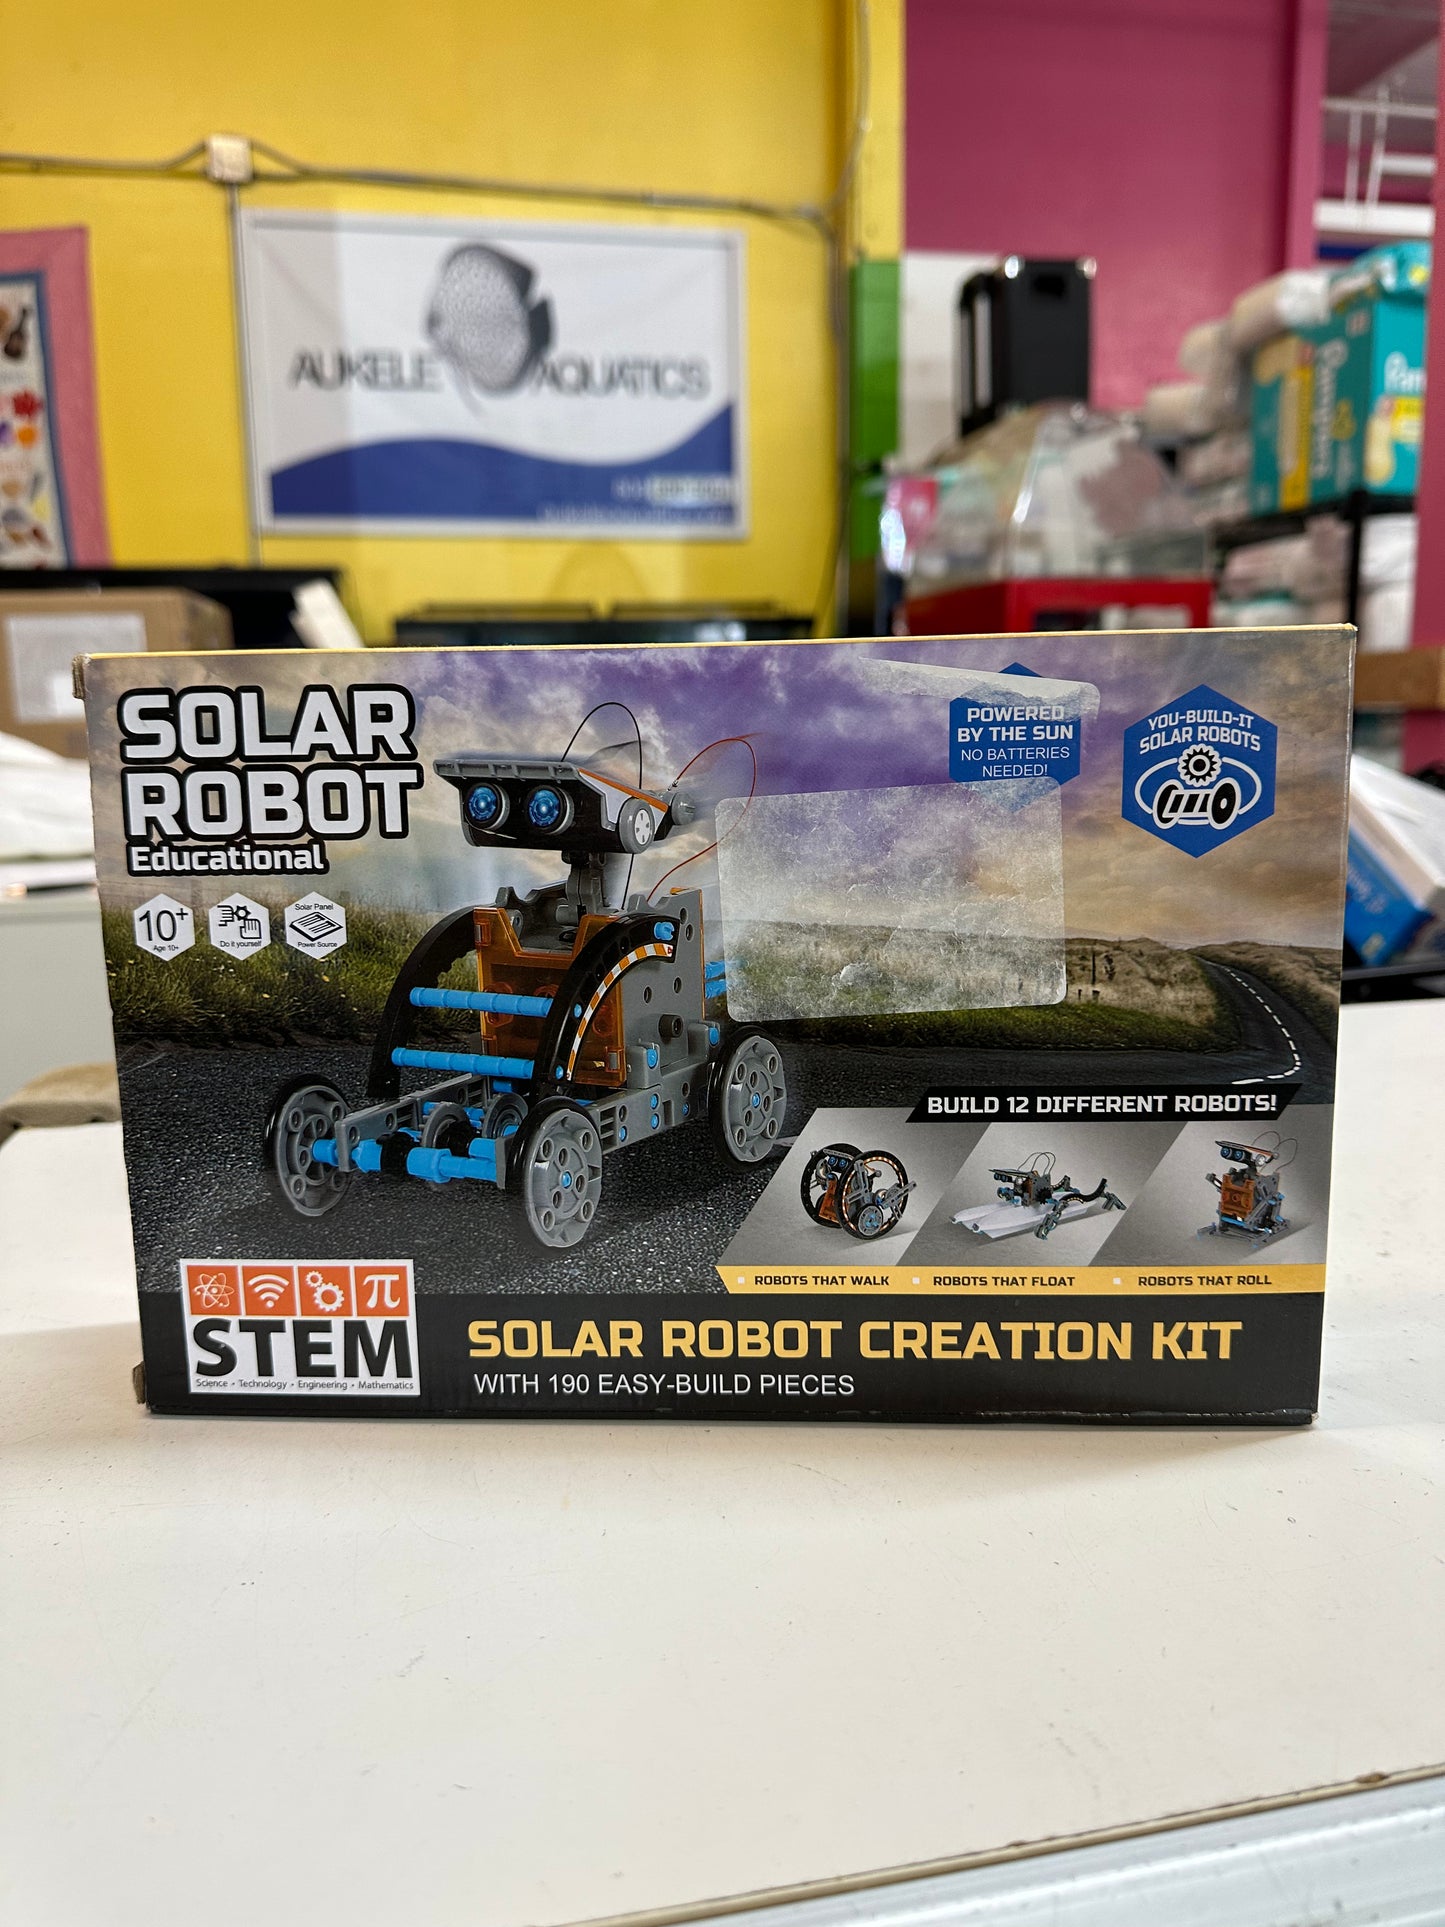 AUKELE AQUATICS
Pampers
SOLAR
ROBOT
Educational
10+
Age 10+
Do it yourself
Solar Panel
Power Source
POWERED
BY THE SUN
NO BATTERIES
NEEDED!
YOU-BUILD-IT
SOLAR ROBOTS
BUILD 12 DIFFERENT ROBOTS!
ROBOTS THAT WALK
ROBOTS THAT FLOAT
ROBOTS THAT ROLL
π
STEM
Science • Technology • Engineering • Mathematics
SOLAR ROBOT CREATION KIT
WITH 190 EASY-BUILD PIECES